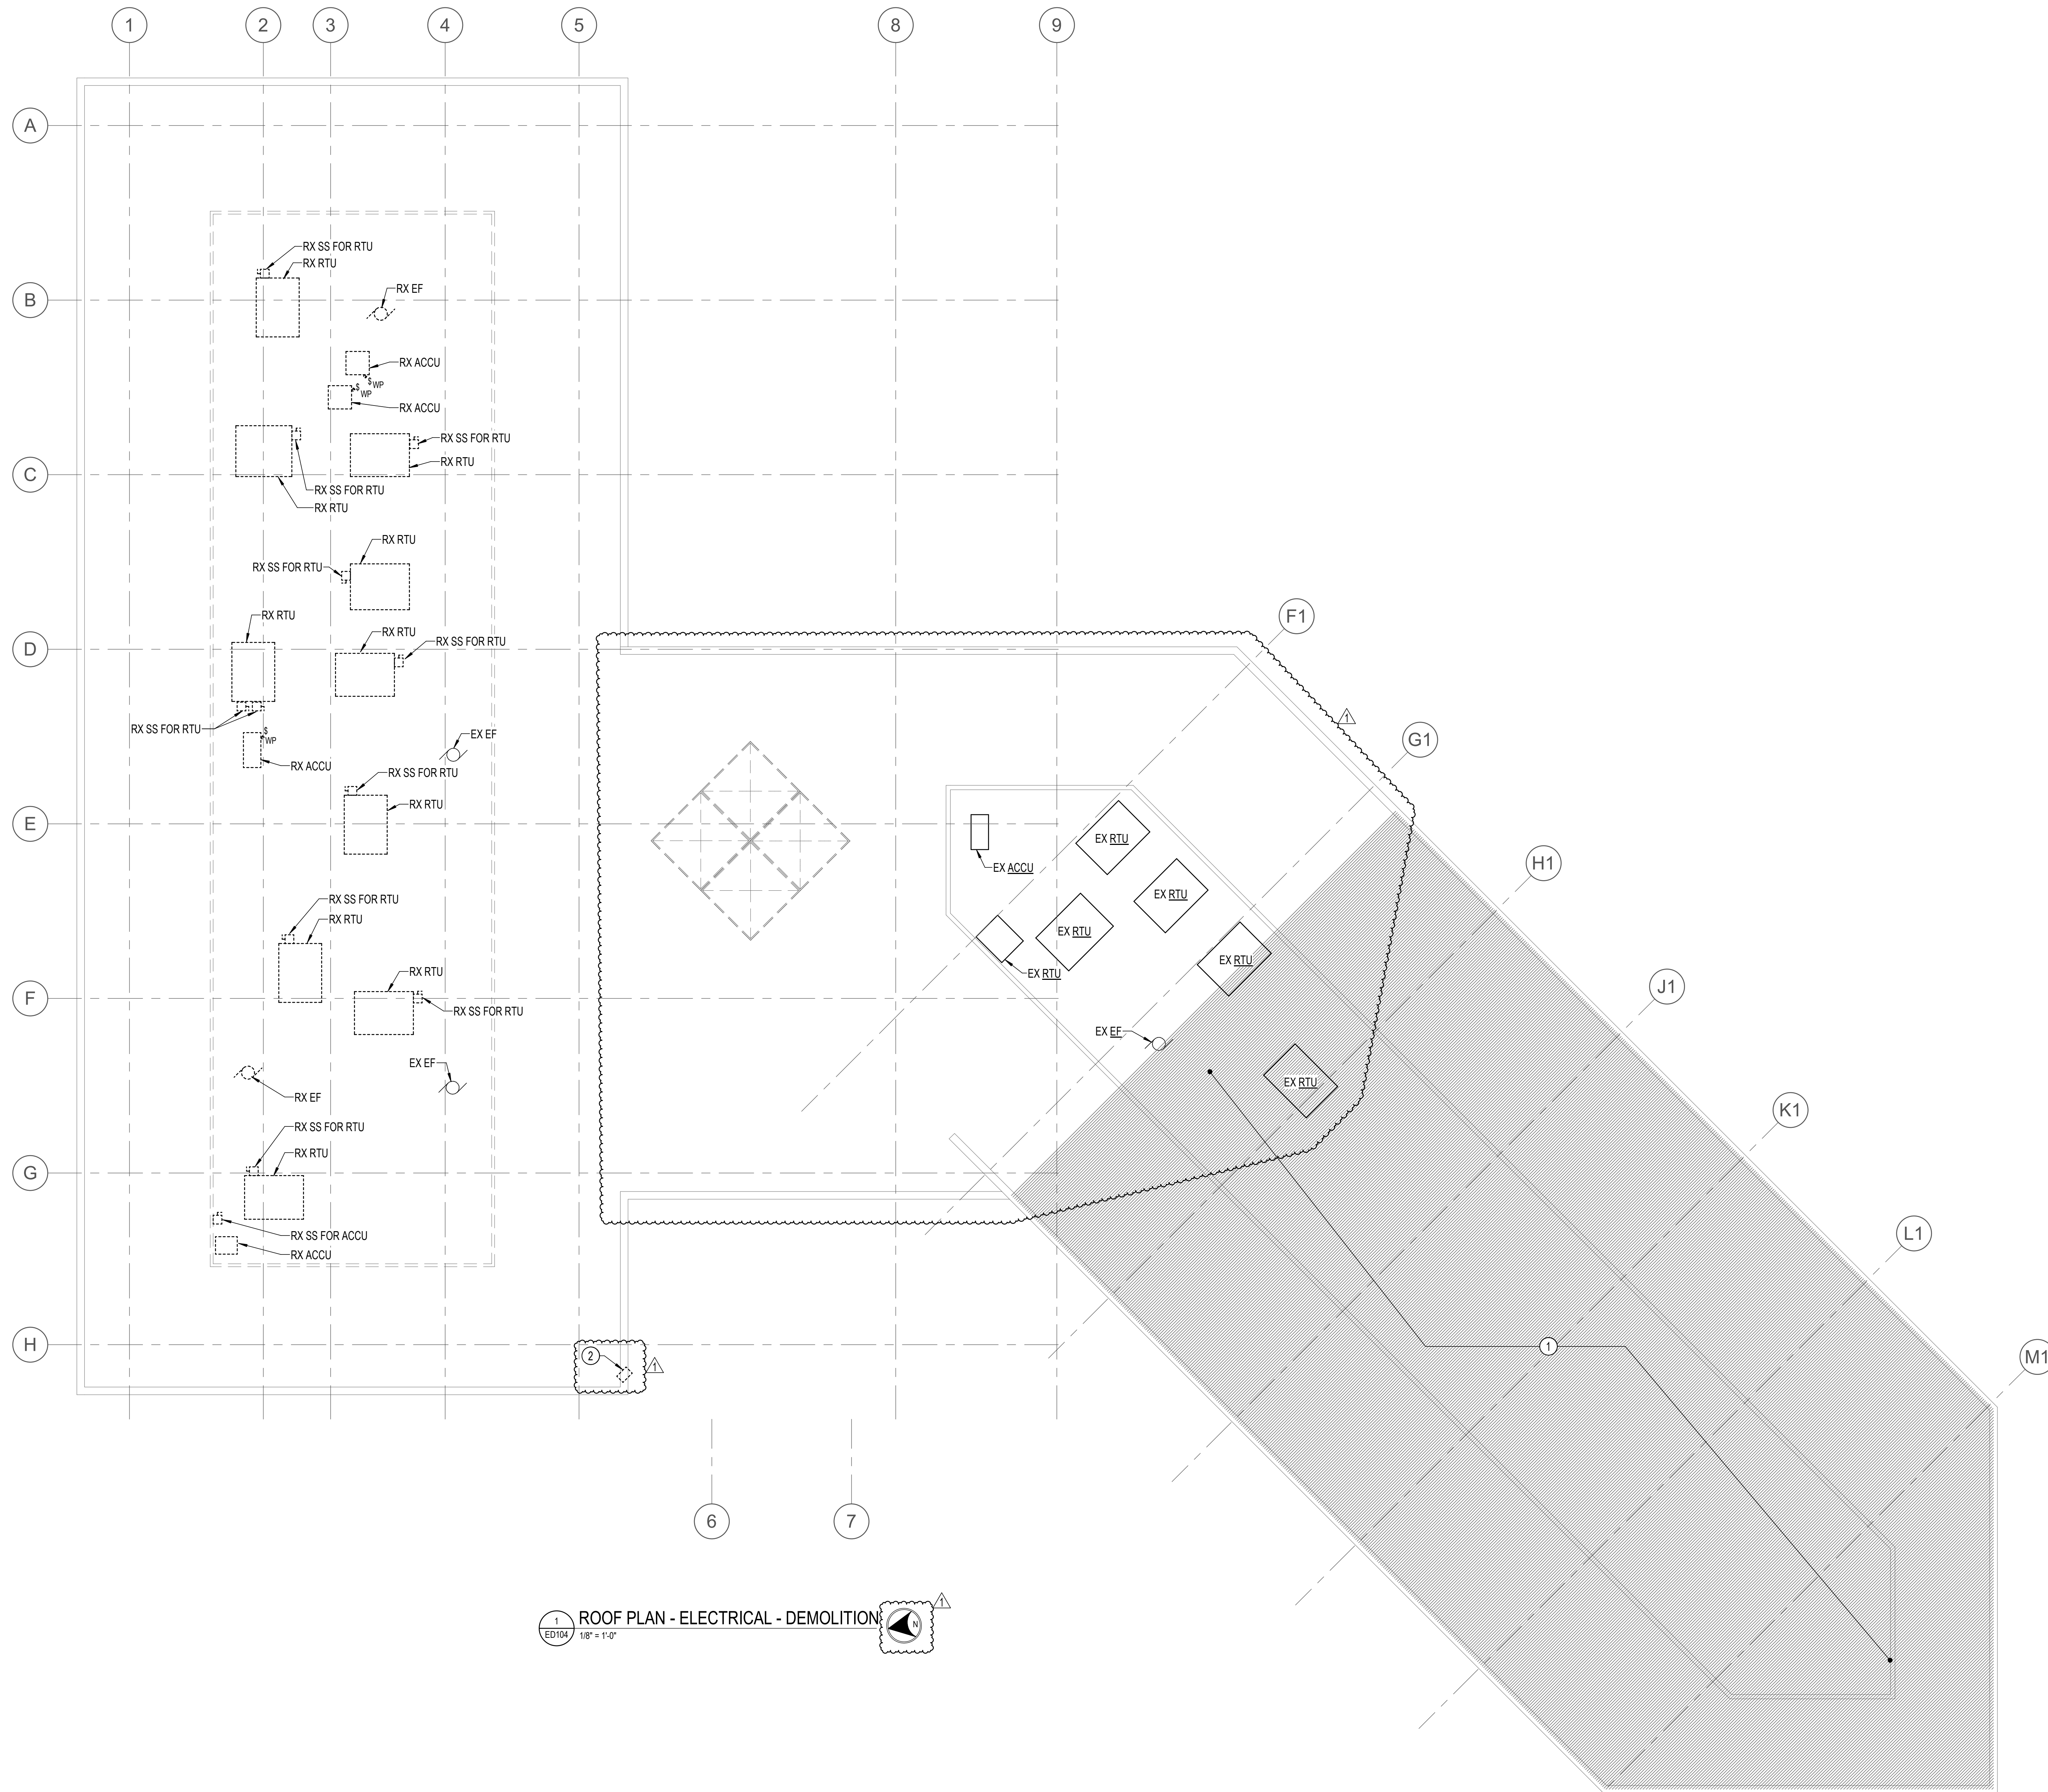 1
2
3
4
5
8
9
A
RX SS FOR RTU
RX RTU
B
RX EF
RX ACCU
$ WP
$ WP
RX ACCU
RX SS FOR RTU
RX RTU
C
RX SS FOR RTU
RX RTU
RX RTU
RX SS FOR RTU
F1
RX RTU
RX RTU
RX SS FOR RTU
D
1
RX SS FOR RTU
$ WP
EX EF
G1
RX ACCU
RX SS FOR RTU
RX RTU
E
EX RTU
EX ACCU
H1
EX RTU
RX SS FOR RTU
RX RTU
EX RTU
EX RTU
RX RTU
EX RTU
J1
F
RX SS FOR RTU
EX EF
EX EF
EX RTU
RX EF
K1
RX SS FOR RTU
RX RTU
G
L1
RX SS FOR ACCU
RX ACCU
H
1
2
1
M1
6
7
1
1
ED104
ROOF PLAN - ELECTRICAL - DEMOLITION
1/8" = 1'-0"
N